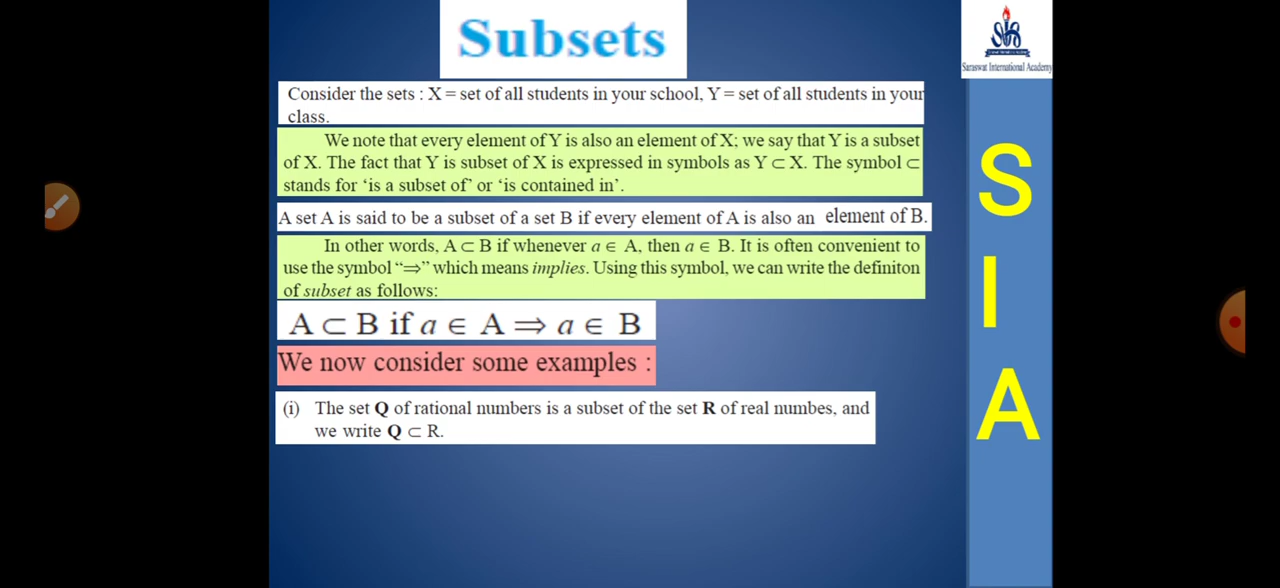 Subsets
Saraswat International Academy
Consider the sets : X = set of all students in your school, Y = set of all students in your
class.
We note that every element of Y is also an element of X; we say that Y is a subset
of X. The fact that Y is subset of X is expressed in symbols as Y ⊂ X. The symbol ⊂
stands for ‘is a subset of’ or ‘is contained in’.
A set A is said to be a subset of a set B if every element of A is also an element of B.
In other words, A ⊂ B if whenever a ∈ A, then a ∈ B. It is often convenient to
use the symbol “⇒” which means implies. Using this symbol, we can write the definiton
of subset as follows:
A ⊂ B if a ∈ A ⇒ a ∈ B
We now consider some examples :
(i) The set Q of rational numbers is a subset of the set R of real numbes, and
we write Q ⊂ R.
S
I
A